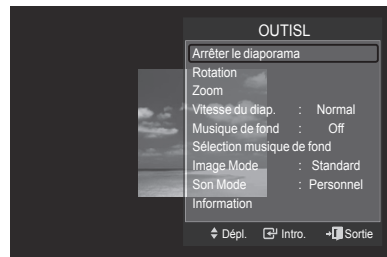 OUTISL
Arrêter le diaporama
Rotation
Zoom
Vitesse du diap. : Normal
Musique de fond : Off
Sélection musique de fond
Image Mode : Standard
Son Mode : Personnel
Information
Dépl. Intro. Sortie